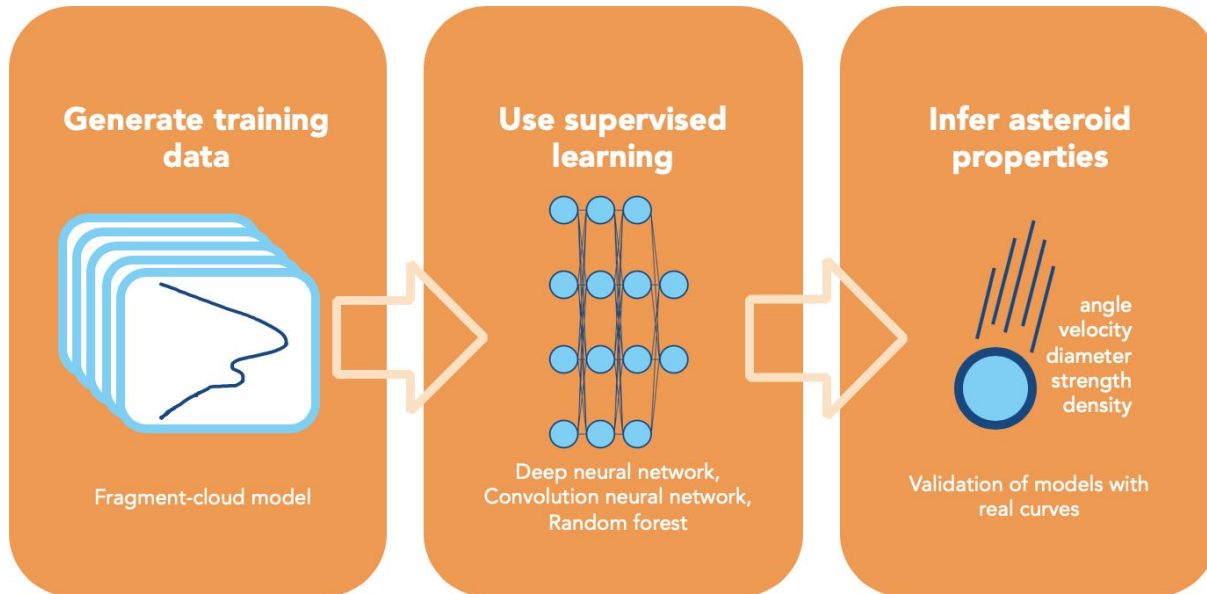 Generate training
data
Fragment-cloud model
Use supervised
learning
Deep neural network,
Convolution neural network,
Random forest
Infer asteroid
properties
angle
velocity
diameter
strength
density
Validation of models with
real curves